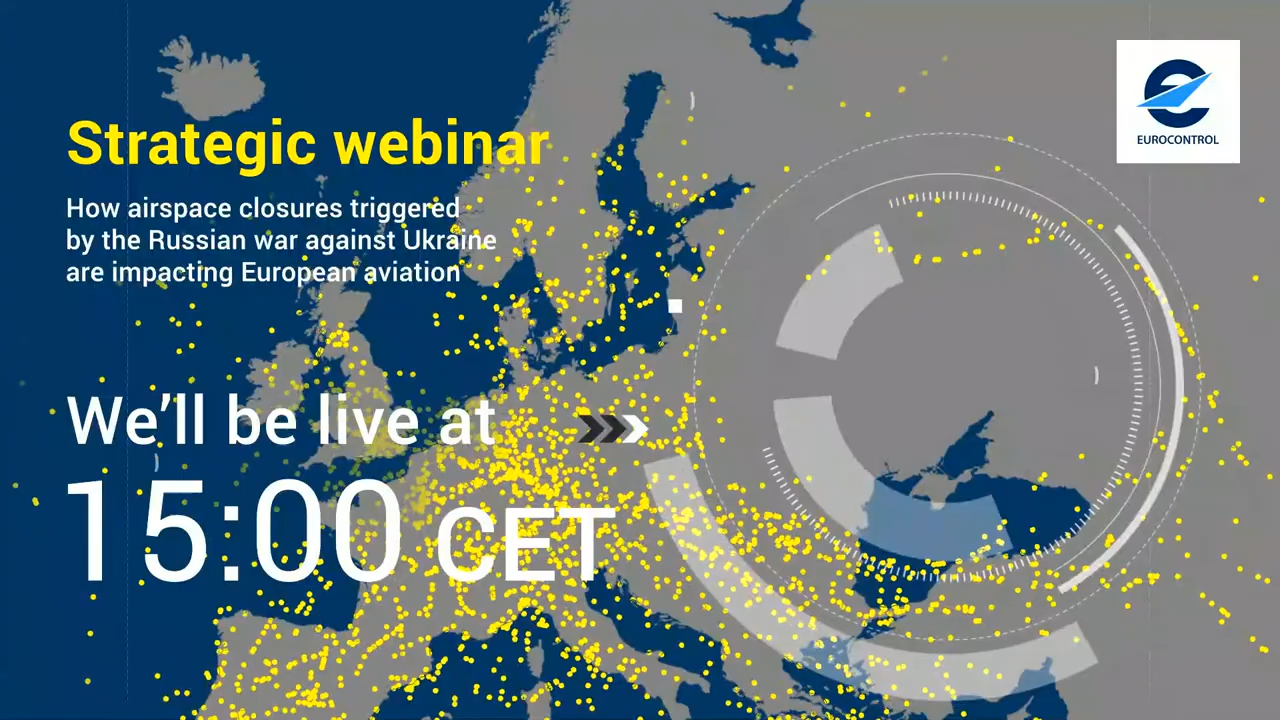 Strategic webinar
How airspace closures triggered
by the Russian war against Ukraine
are impacting European aviation
We’ll be live at
15:00 CET
EUROCONTROL